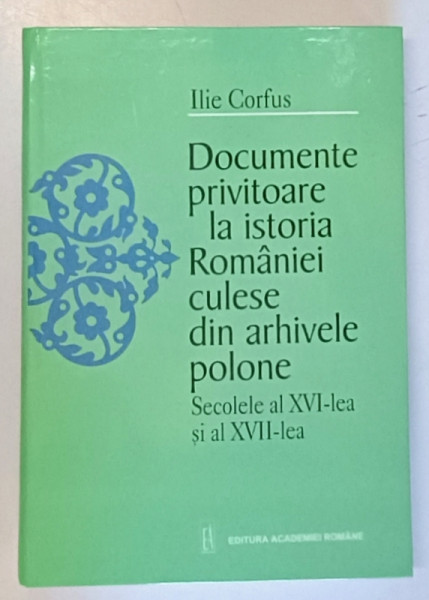 Ilie Corfus
Documente
privitoare
la istoria
României
culese
din arhivele
polone
Secolele al XVI-lea
și al XVII-lea
EDITURA ACADEMIEI ROMÂNE